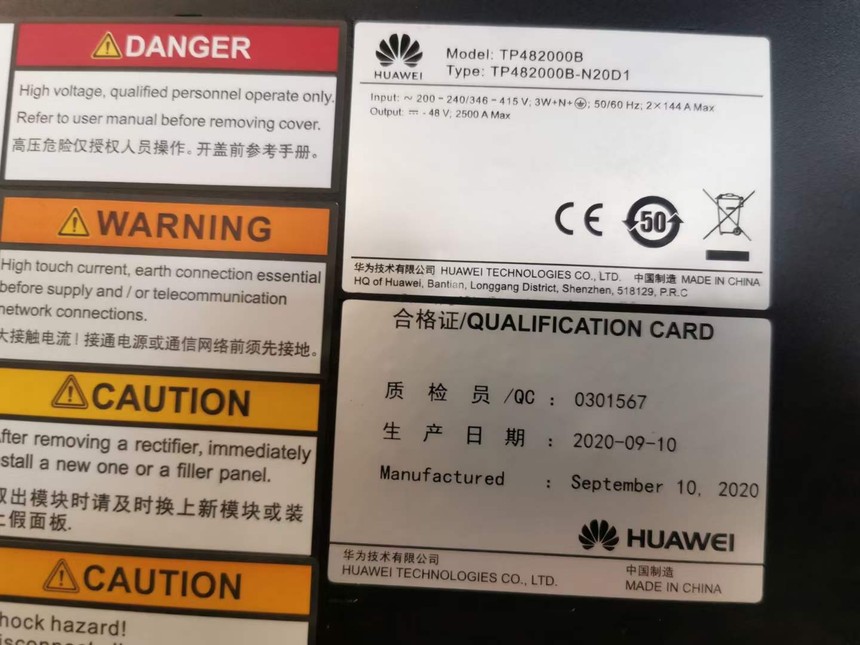 DANGER
High voltage, qualified personnel operate only.
Refer to user manual before removing cover.
高压危险仅授权人员操作。开盖前参考手册。
WARNING
High touch current, earth connection essential
before supply and / or telecommunication
network connections.
大接触电流！接通电源或通信网络前须先接地。
CAUTION
After removing a rectifier, immediately
stall a new one or a filler panel.
取出模块时请及时换上新模块或装
上假面板.
CAUTION
hock hazard!
HUAWEI
Model: TP482000B
Type: TP482000B-N20D1
Input: ~ 200 - 240/346 - 415 V; 3W+N+⏚; 50/60 Hz; 2×144 A Max
Output: ⎓ - 48 V; 2500 A Max
CE
50
华为技术有限公司 HUAWEI TECHNOLOGIES CO., LTD. 中国制造 MADE IN CHINA
HQ of Huawei, Bantian, Longgang District, Shenzhen, 518129, P.R.C
合格证/QUALIFICATION CARD
质 检 员 /QC : 0301567
生 产 日 期 : 2020-09-10
Manufactured : September 10, 2020
HUAWEI
华为技术有限公司
HUAWEI TECHNOLOGIES CO., LTD.
中国制造
MADE IN CHINA